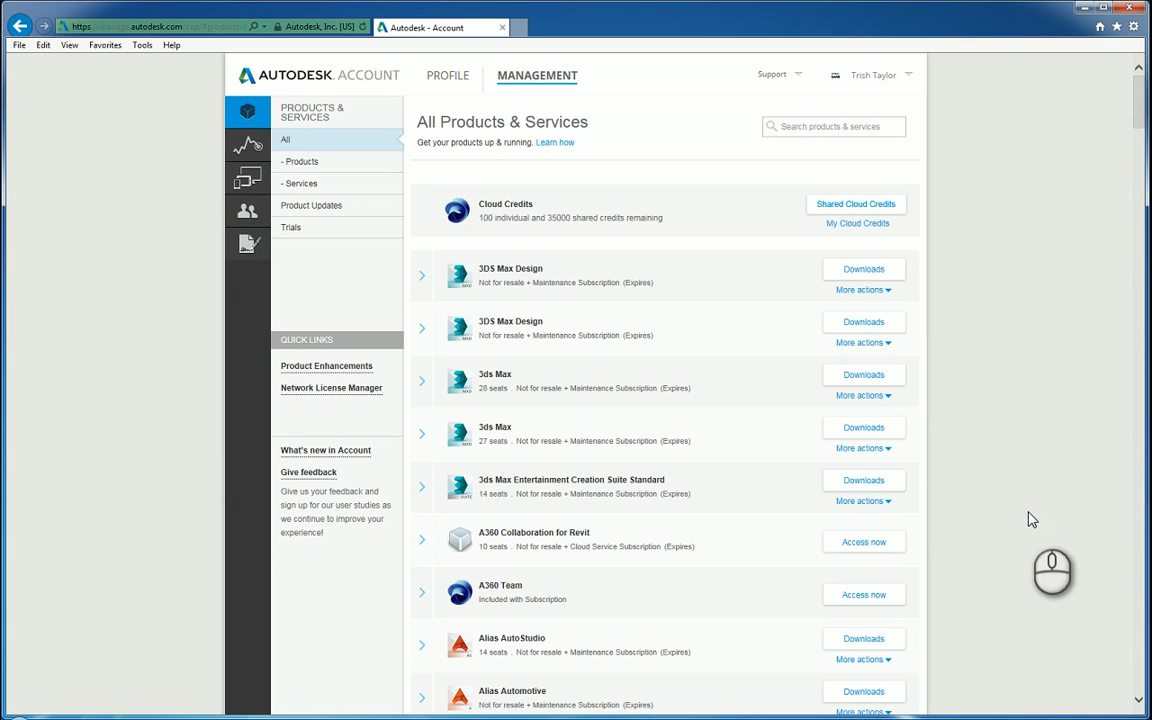 https://manage.autodesk.com
Autodesk, Inc. [US]
Autodesk - Account
File Edit View Favorites Tools Help
AUTODESK. ACCOUNT
PROFILE
MANAGEMENT
Support
Trish Taylor
PRODUCTS & SERVICES
All
- Products
- Services
Product Updates
Trials
QUICK LINKS
Product Enhancements
Network License Manager
What's new in Account
Give feedback
Give us your feedback and
sign up for our user studies as
we continue to improve your
experience!
All Products & Services
Get your products up & running. Learn how
Search products & services
Cloud Credits
100 individual and 35000 shared credits remaining
Shared Cloud Credits
My Cloud Credits
3DS Max Design
Not for resale + Maintenance Subscription (Expires)
Downloads
More actions
3DS Max Design
Not for resale + Maintenance Subscription (Expires)
Downloads
More actions
3ds Max
28 seats . Not for resale + Maintenance Subscription (Expires)
Downloads
More actions
3ds Max
27 seats . Not for resale + Maintenance Subscription (Expires)
Downloads
More actions
3ds Max Entertainment Creation Suite Standard
14 seats . Not for resale + Maintenance Subscription (Expires)
Downloads
More actions
A360 Collaboration for Revit
10 seats . Not for resale + Cloud Service Subscription (Expires)
Access now
A360 Team
Included with Subscription
Access now
Alias AutoStudio
14 seats . Not for resale + Maintenance Subscription (Expires)
Downloads
More actions
Alias Automotive
Not for resale + Maintenance Subscription (Expires)
Downloads
More actions